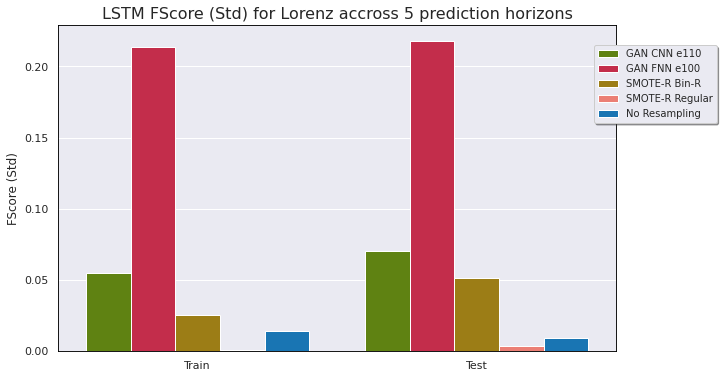 LSTM FScore (Std) for Lorenz accross 5 prediction horizons
GAN CNN e110
GAN FNN e100
SMOTE-R Bin-R
SMOTE-R Regular
No Resampling
FScore (Std)
0.20
0.15
0.10
0.05
0.00
Train
Test